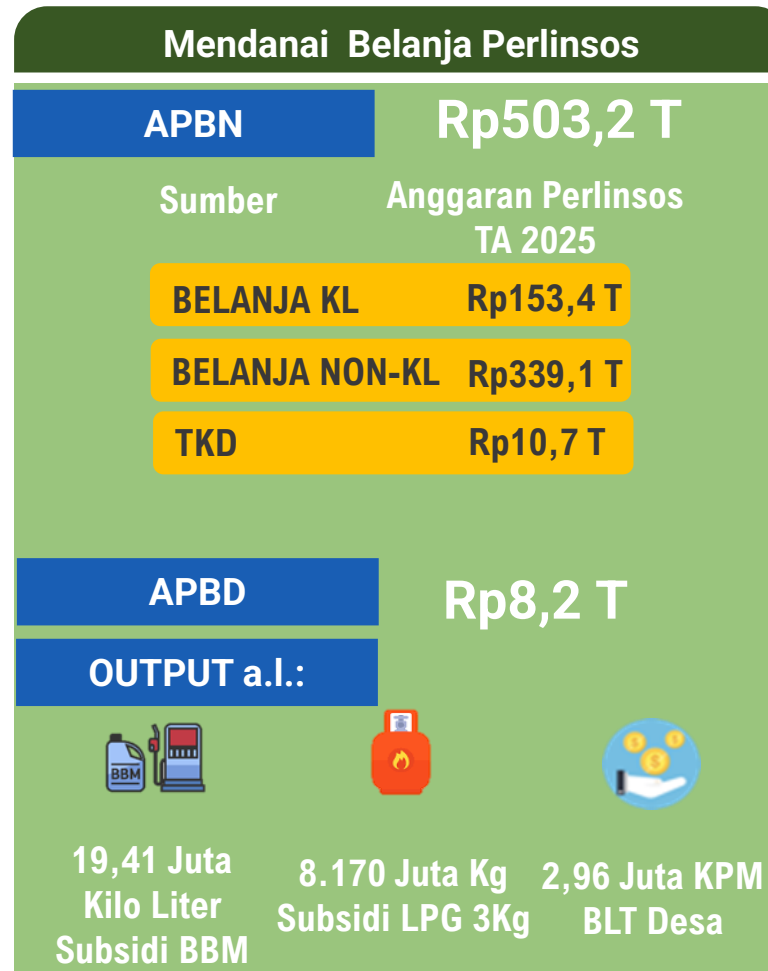 Mendanai Belanja Perlinsos
APBN Rp503,2 T
Sumber
Anggaran Perlinsos
TA 2025
BELANJA KL Rp153,4 T
BELANJA NON-KL Rp339,1 T
TKD Rp10,7 T
APBD Rp8,2 T
OUTPUT a.l.:
BBM
19,41 Juta
Kilo Liter
Subsidi BBM
8.170 Juta Kg
Subsidi LPG 3Kg
2,96 Juta KPM
BLT Desa